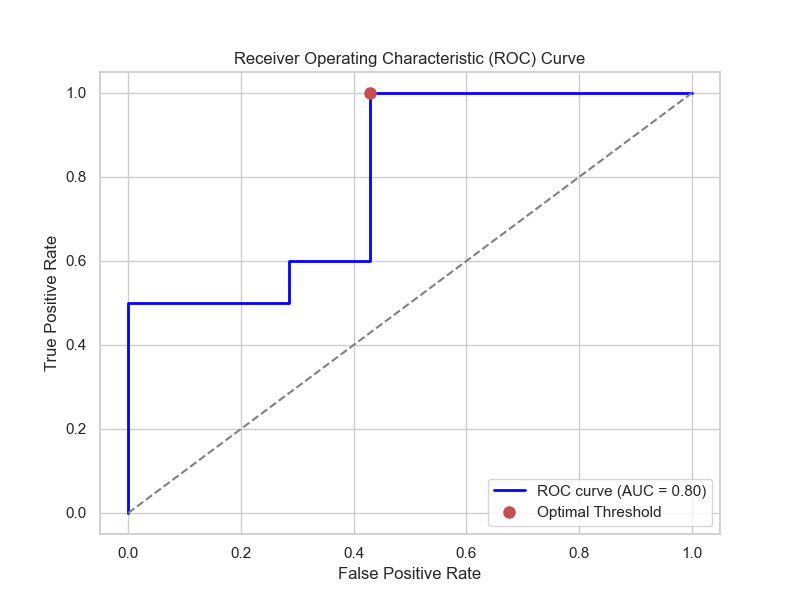 Receiver Operating Characteristic (ROC) Curve
True Positive Rate
1.0
0.8
0.6
0.4
0.2
0.0
0.0 0.2 0.4 0.6 0.8 1.0
False Positive Rate
ROC curve (AUC = 0.80)
Optimal Threshold